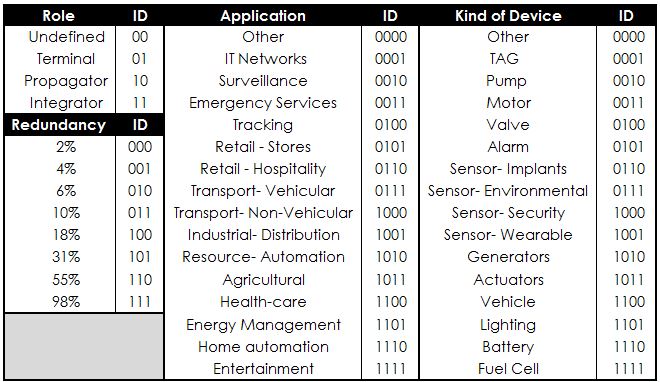 Role ID Application ID Kind of Device ID
Undefined 00 Other 0000 Other 0000
Terminal 01 IT Networks 0001 TAG 0001
Propagator 10 Surveillance 0010 Pump 0010
Integrator 11 Emergency Services 0011 Motor 0011
Redundancy ID Tracking 0100 Valve 0100
2% 000 Retail - Stores 0101 Alarm 0101
4% 001 Retail - Hospitality 0110 Sensor- Implants 0110
6% 010 Transport- Vehicular 0111 Sensor- Environmental 0111
10% 011 Transport- Non-Vehicular 1000 Sensor- Security 1000
18% 100 Industrial- Distribution 1001 Sensor- Wearable 1001
31% 101 Resource- Automation 1010 Generators 1010
55% 110 Agricultural 1011 Actuators 1011
98% 111 Health-care 1100 Vehicle 1100
Energy Management 1101 Lighting 1101
Home automation 1110 Battery 1110
Entertainment 1111 Fuel Cell 1111